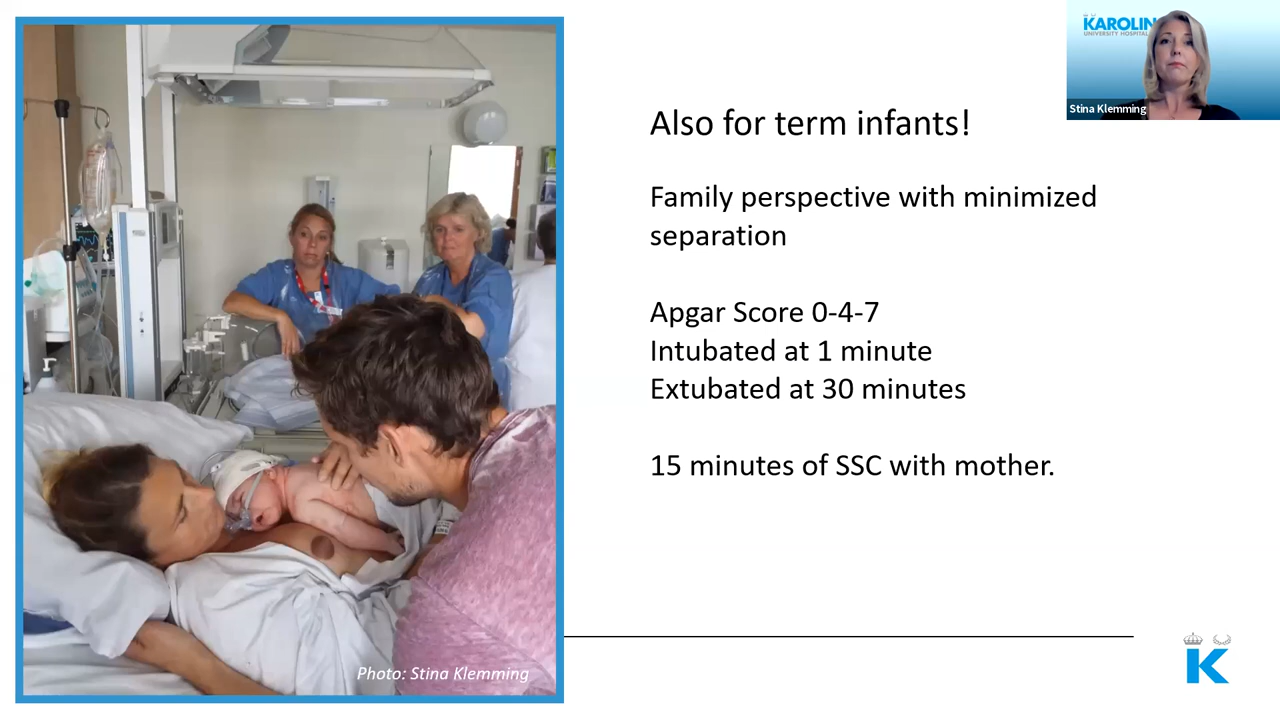 KAROLIN
UNIVERSITY HOSPITAL
Stina Klemming
Also for term infants!
Family perspective with minimized
separation
Apgar Score 0-4-7
Intubated at 1 minute
Extubated at 30 minutes
15 minutes of SSC with mother.
Photo: Stina Klemming
K